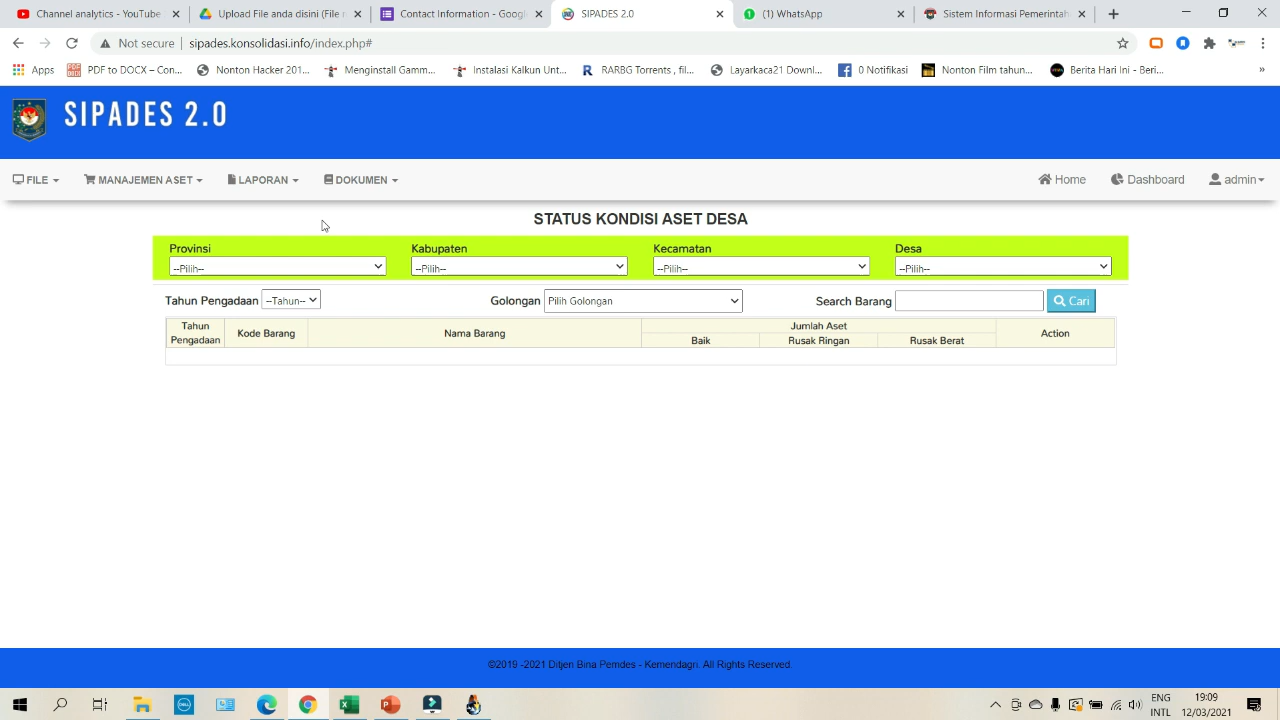 Channel analytics - YouTube
Upload Files and disisi (File r
Contact Information - Googl
SIPADES 2.0
(1) WhatsApp
Sistem Informasi Pemerintah
Not secure | sipades.konsolidasi.info/index.php#
Apps
PDF to DOCX – Con...
Nonton Hacker 201...
Menginstall Gamm...
Instalasi Kalkun Unt...
RARBG Torrents , fil...
Layarkaca21 Downl...
0 Notifikasi
Nonton Film tahun...
Berita Hari Ini - Beri...
»
SIPADES 2.0
FILE
MANAJEMEN ASET
LAPORAN
DOKUMEN
Home
Dashboard
admin
STATUS KONDISI ASET DESA
Provinsi
Kabupaten
Kecamatan
Desa
--Pilih--
--Pilih--
--Pilih--
--Pilih--
Tahun Pengadaan
--Tahun--
Golongan
Pilih Golongan
Search Barang
Cari
Tahun Pengadaan
Kode Barang
Nama Barang
Jumlah Aset
Baik
Rusak Ringan
Rusak Berat
Action
©2019 -2021 Ditjen Bina Pemdes - Kemendagri. All Rights Reserved.
ENG
INTL
19:09
12/03/2021